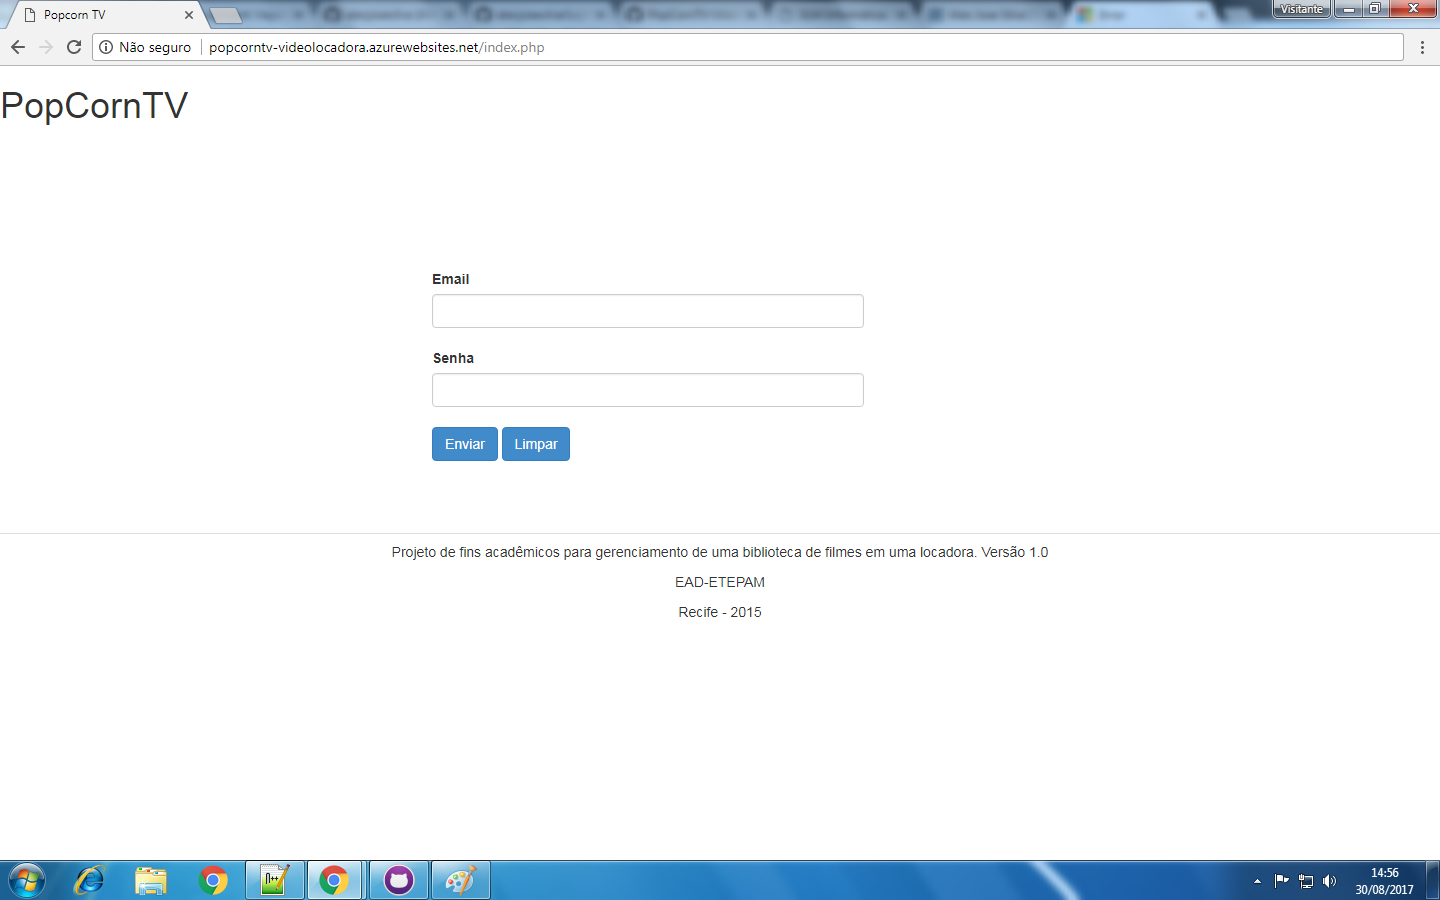 Popcorn TV
Visitante
Não seguro
popcorntv-videolocadora.azurewebsites.net/index.php
PopCornTV
Email
Senha
Enviar Limpar
Projeto de fins acadêmicos para gerenciamento de uma biblioteca de filmes em uma locadora. Versão 1.0
EAD-ETEPAM
Recife - 2015
14:56
30/08/2017